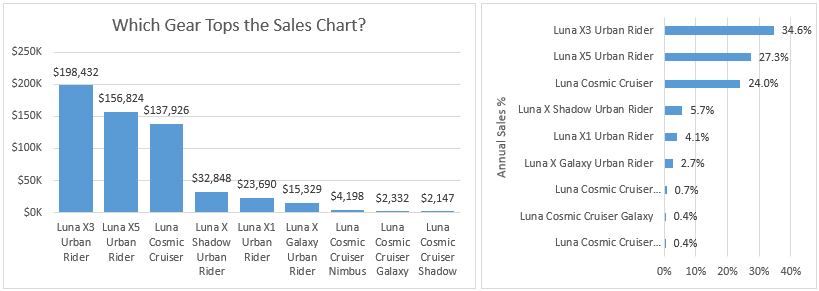 Which Gear Tops the Sales Chart?
$250K
$200K
$150K
$100K
$50K
$0K
$198,432
$156,824
$137,926
$32,848
$23,690
$15,329
$4,198
$2,332
$2,147
Luna X3
Urban
Rider
Luna X5
Urban
Rider
Luna
Cosmic
Cruiser
Luna X
Shadow
Urban
Rider
Luna X1
Urban
Rider
Luna X
Galaxy
Urban
Rider
Luna
Cosmic
Cruiser
Nimbus
Luna
Cosmic
Cruiser
Galaxy
Luna
Cosmic
Cruiser
Shadow
Annual Sales %
Luna X3 Urban Rider 34.6%
Luna X5 Urban Rider 27.3%
Luna Cosmic Cruiser 24.0%
Luna X Shadow Urban Rider 5.7%
Luna X1 Urban Rider 4.1%
Luna X Galaxy Urban Rider 2.7%
Luna Cosmic Cruiser... 0.7%
Luna Cosmic Cruiser Galaxy 0.4%
Luna Cosmic Cruiser... 0.4%
0% 10% 20% 30% 40%